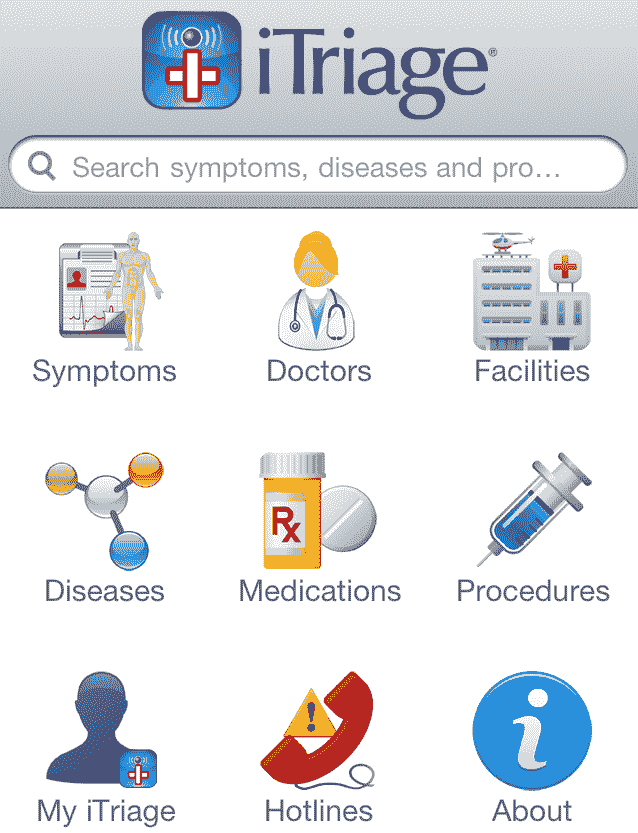 iTriage®
Search symptoms, diseases and pro…
Symptoms
Doctors
Facilities
Rx
Diseases
Medications
Procedures
My iTriage
Hotlines
About